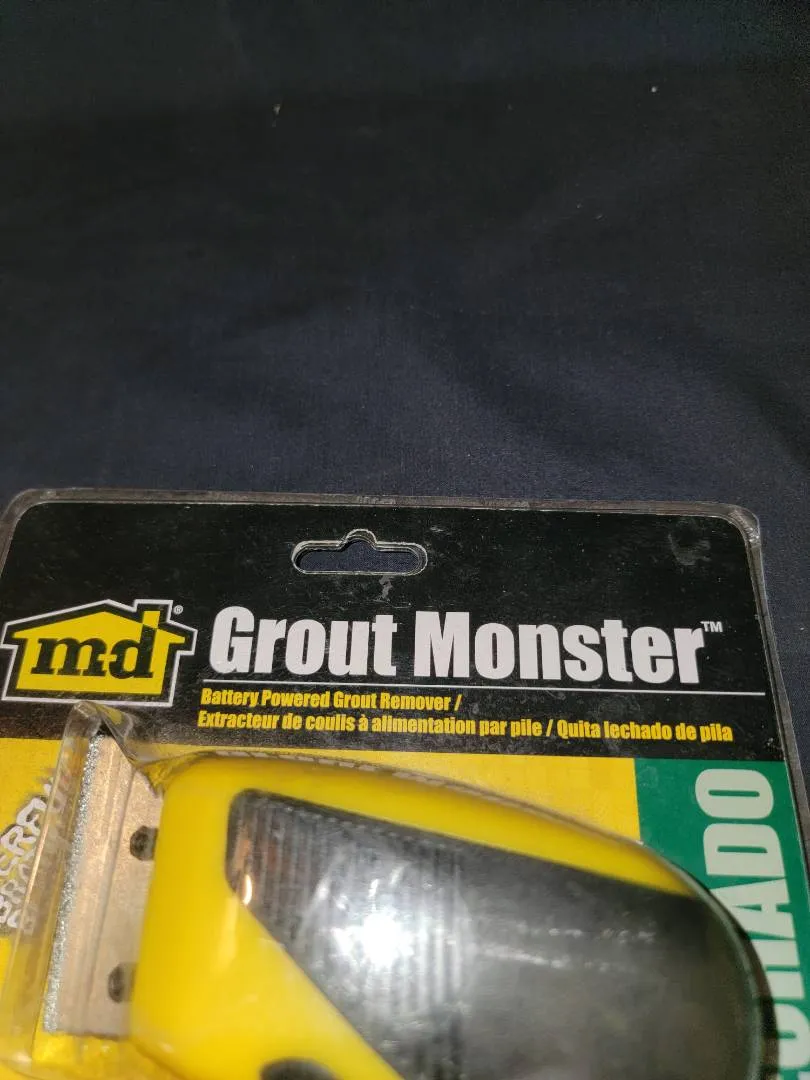 m-d®
Grout Monster™
Battery Powered Grout Remover /
Extracteur de coulis à alimentation par pile / Quita lechado de pila